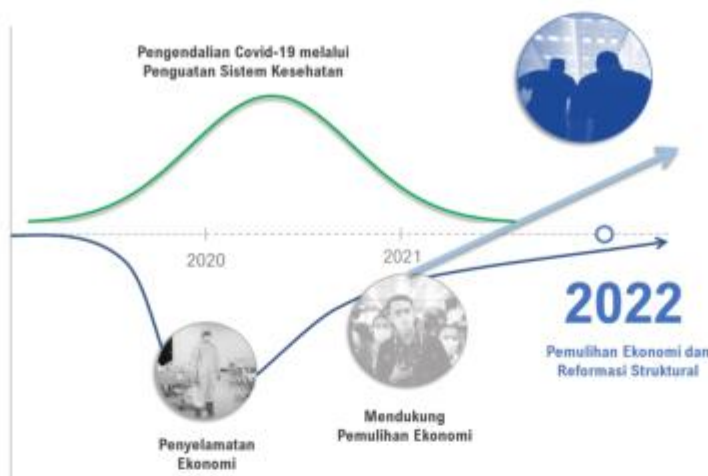 Pengendalian Covid-19 melalui
Penguatan Sistem Kesehatan
2020
2021
2022
Pemulihan Ekonomi dan
Reformasi Struktural
Mendukung
Pemulihan Ekonomi
Penyelamatan
Ekonomi